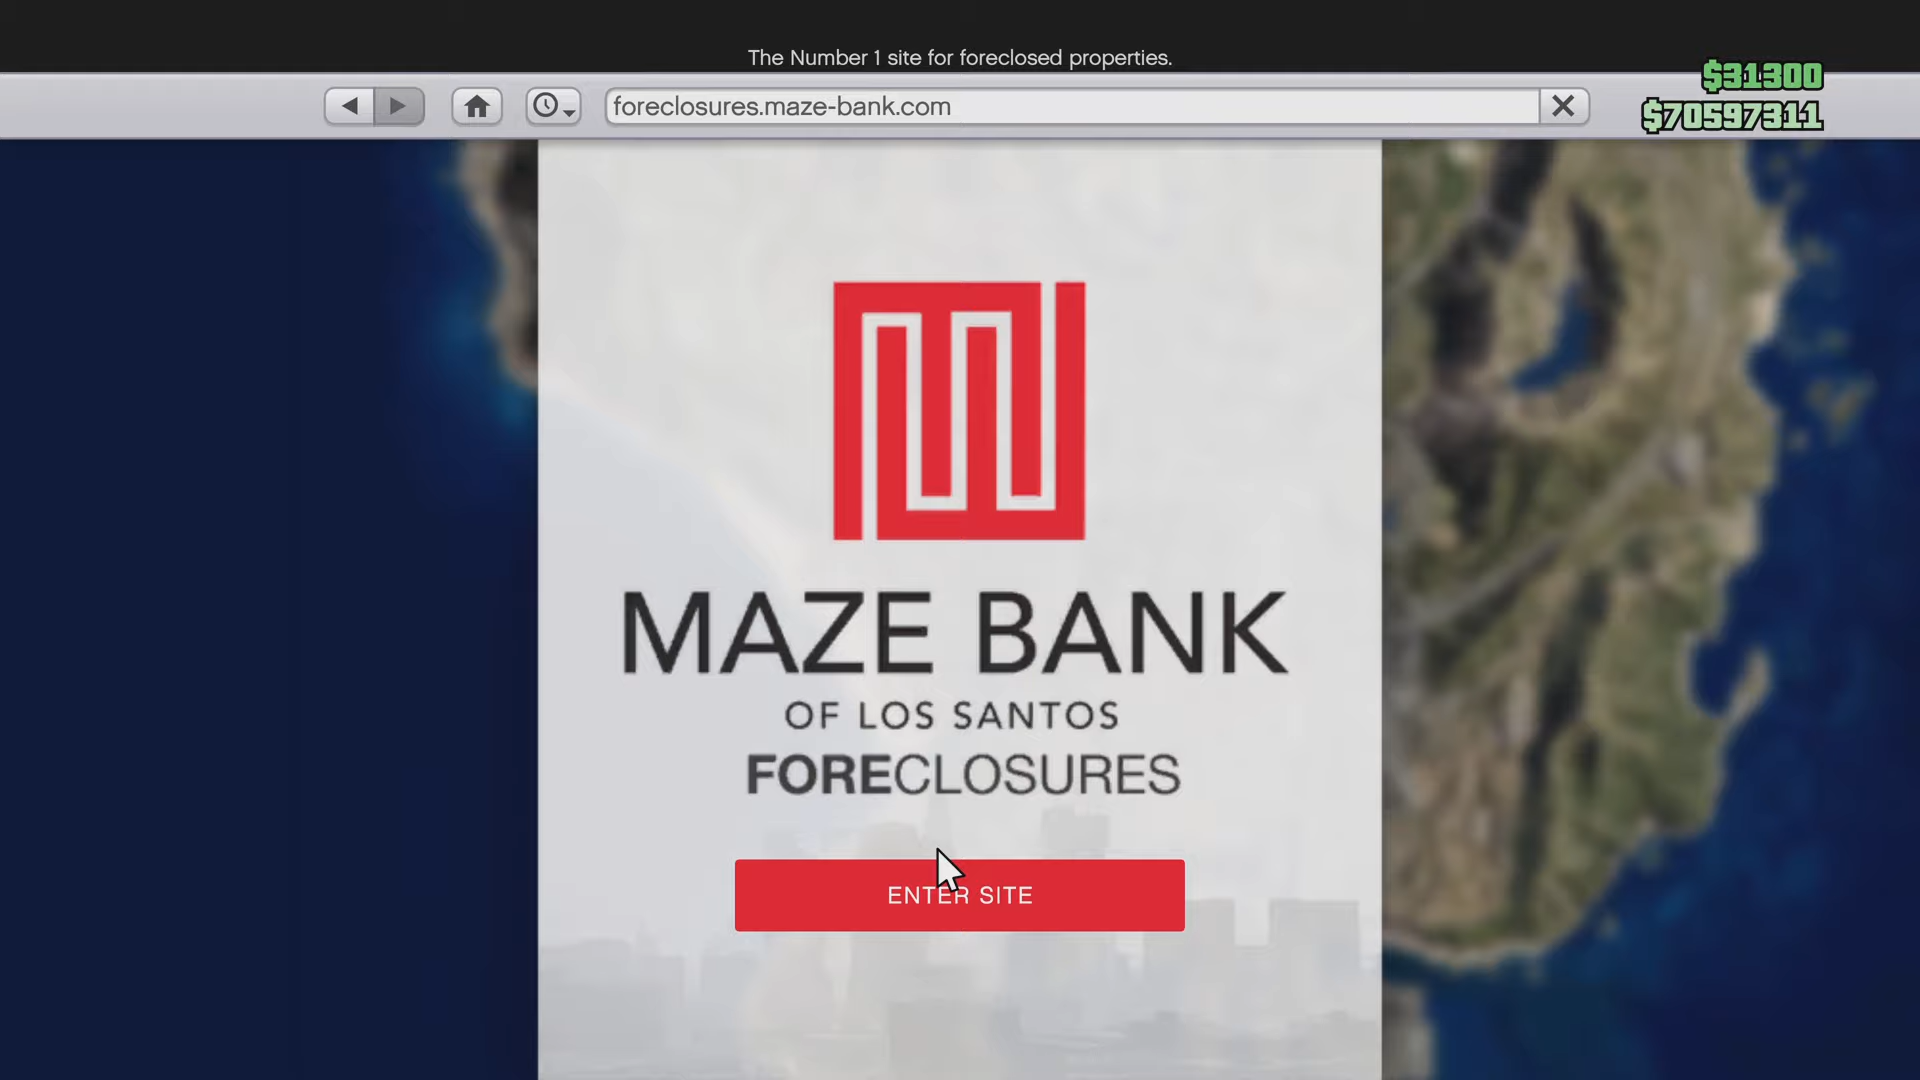 The Number 1 site for foreclosed properties.
$31300
foreclosures.maze-bank.com
$70597311
MAZE BANK
OF LOS SANTOS
FORECLOSURES
ENTER SITE